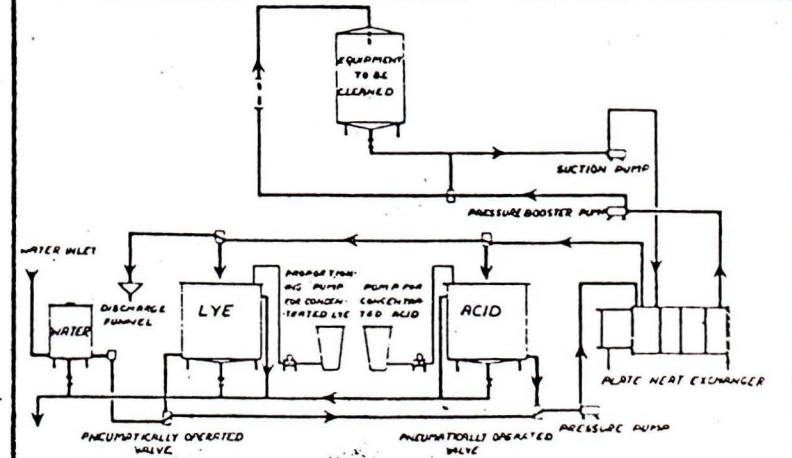 EQUIPMENT
TO BE
CLEANED
SUCTION PUMP
PRESSURE BOOSTER PUMP
WATER INLET
DISCHARGE
FUNNEL
WATER
LYE
PROPORTION-
ING PUMP
FOR CONCEN-
TRATED LYE
PUMP FOR
CONCENTRA
TED ACID
ACID
PLATE HEAT EXCHANGER
PNEUMATICALLY OPERATED
VALVE
PNEUMATICALLY OPERATED
VALVE
PRESSURE PUMP